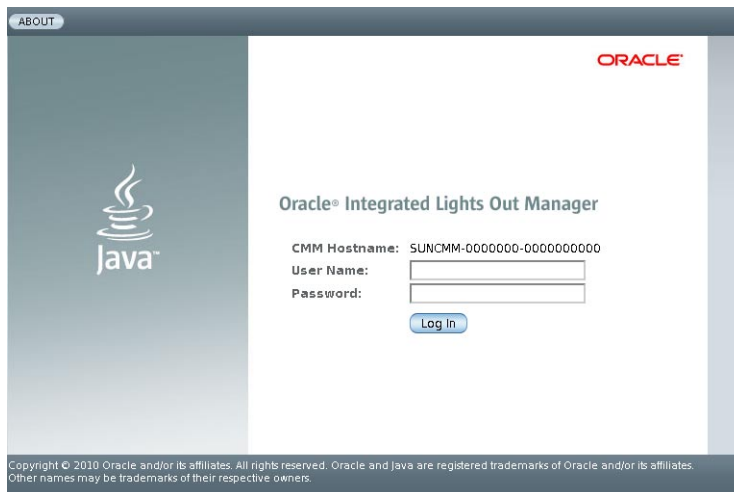 ABOUT
ORACLE®
Java™
Oracle® Integrated Lights Out Manager
CMM Hostname: SUNCMM-0000000-0000000000
User Name:
Password:
Log In
Copyright © 2010 Oracle and/or its affiliates. All rights reserved. Oracle and Java are registered trademarks of Oracle and/or its affiliates.
Other names may be trademarks of their respective owners.